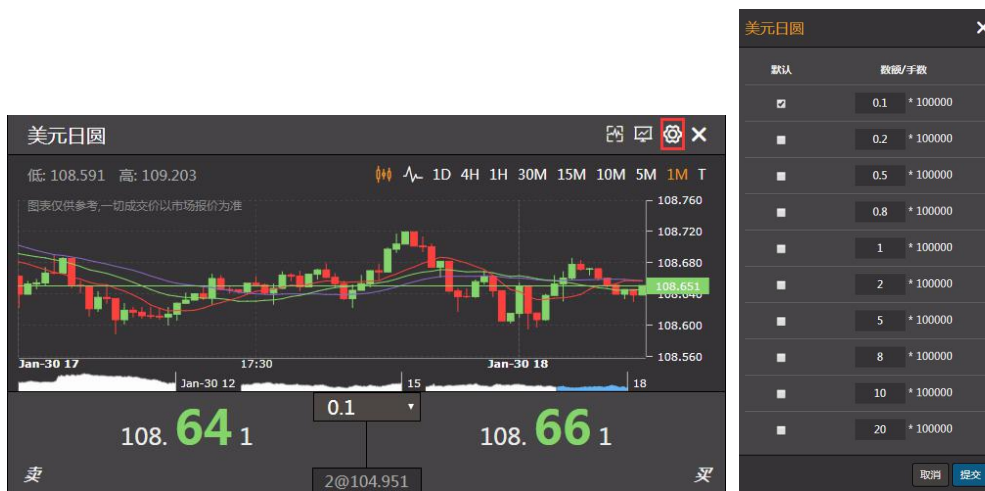 美元日圆
低: 108.591 高: 109.203
1D 4H 1H 30M 15M 10M 5M 1M T
图表仅供参考,一切成交价以市场报价为准
108.760
108.720
108.680
108.651
108.640
108.600
108.560
Jan-30 17 17:30 Jan-30 18
Jan-30 12 15 18
0.1
108. 64 1
108. 66 1
卖
2@104.951
买
美元日圆
默认 数额/手数
0.1 * 100000
0.2 * 100000
0.5 * 100000
0.8 * 100000
1 * 100000
2 * 100000
5 * 100000
8 * 100000
10 * 100000
20 * 100000
取消 提交